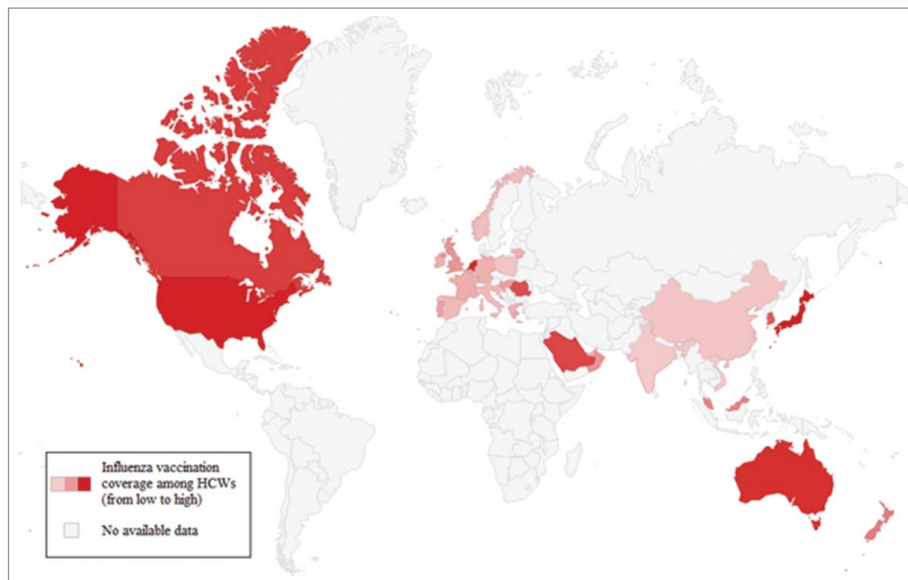 Influenza vaccination
coverage among HCWs
(from low to high)
No available data